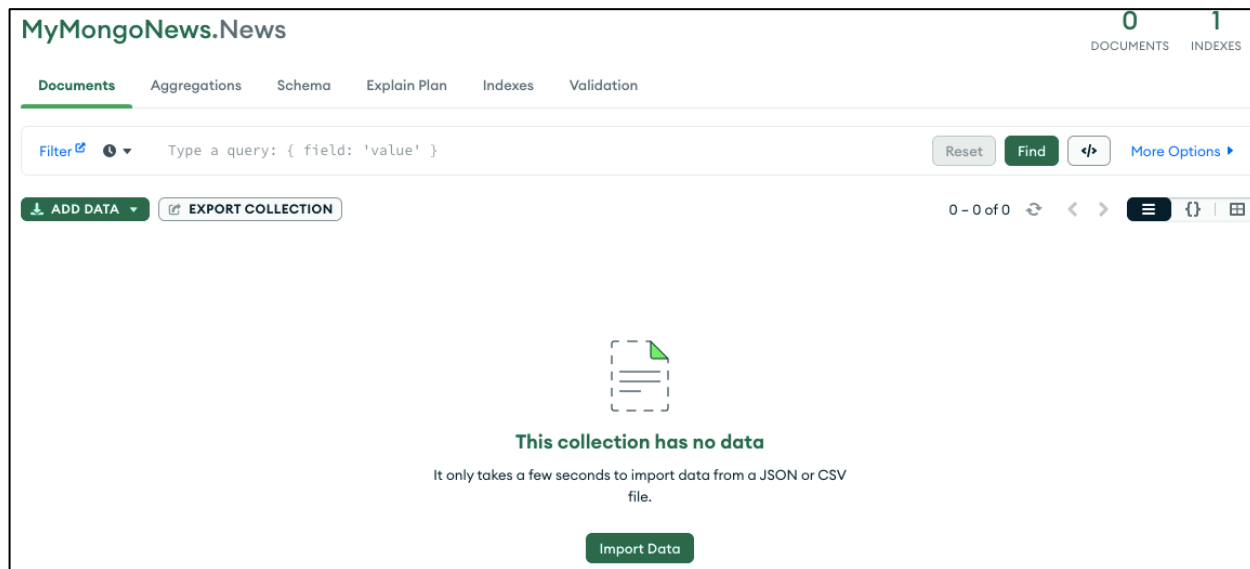 MyMongoNews.News
0 1
DOCUMENTS INDEXES
Documents Aggregations Schema Explain Plan Indexes Validation
Filter Type a query: { field: 'value' } Reset Find </> More Options
ADD DATA EXPORT COLLECTION 0 – 0 of 0 {}
This collection has no data
It only takes a few seconds to import data from a JSON or CSV
file.
Import Data